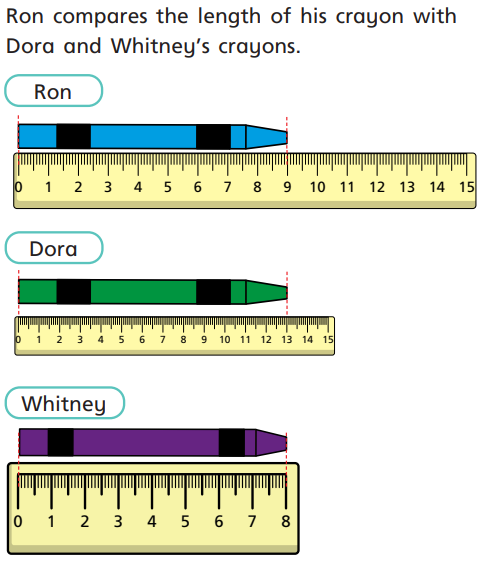 Ron compares the length of his crayon with
Dora and Whitney's crayons.
Ron
0 1 2 3 4 5 6 7 8 9 10 11 12 13 14 15
Dora
0 1 2 3 4 5 6 7 8 9 10 11 12 13 14 15
Whitney
0 1 2 3 4 5 6 7 8